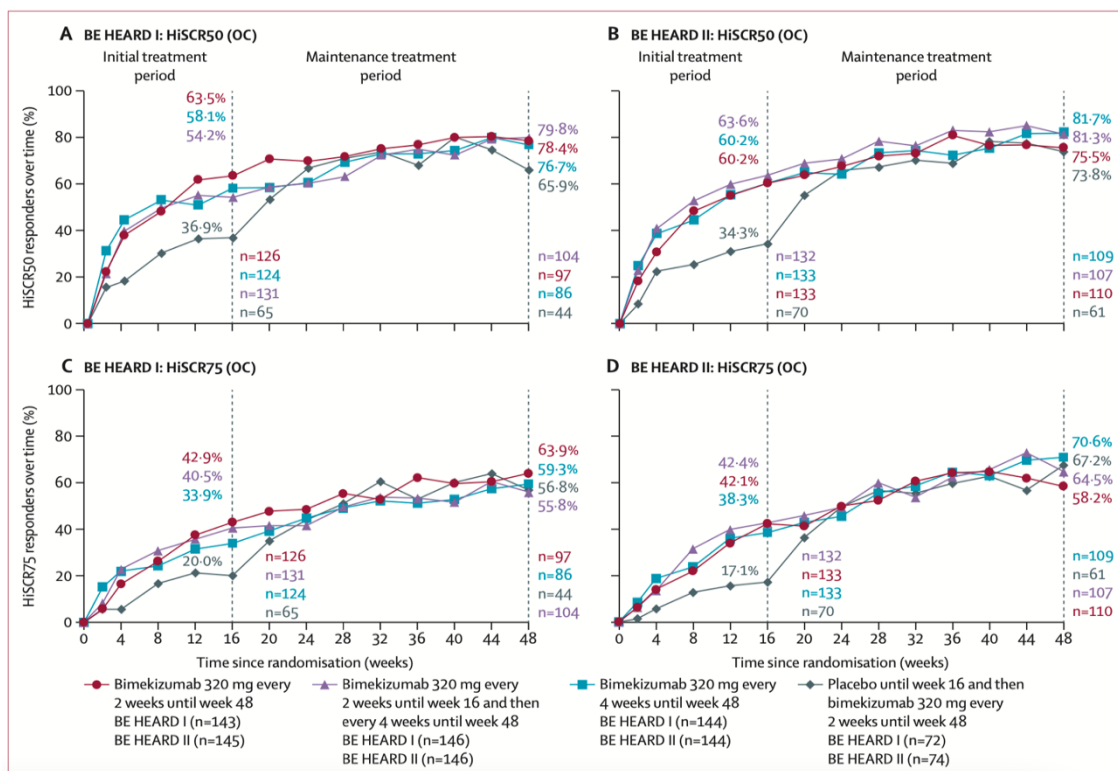 A BE HEARD I: HiSCR50 (OC)
Initial treatment
period
Maintenance treatment
period
HiSCR50 responders over time (%)
100
80
60
40
20
0
63·5%
58·1%
54·2%
36·9%
n=126
n=124
n=131
n=65
79·8%
78·4%
76·7%
65·9%
n=104
n=97
n=86
n=44
B BE HEARD II: HiSCR50 (OC)
Initial treatment
period
Maintenance treatment
period
63·6%
60·2%
60·2%
34·3%
n=132
n=133
n=133
n=70
81·7%
81·3%
75·5%
73·8%
n=109
n=107
n=110
n=61
C BE HEARD I: HiSCR75 (OC)
HiSCR75 responders over time (%)
100
80
60
40
20
0
42·9%
40·5%
33·9%
20·0%
n=126
n=131
n=124
n=65
63·9%
59·3%
56·8%
55·8%
n=97
n=86
n=44
n=104
0 4 8 12 16 20 24 28 32 36 40 44 48
Time since randomisation (weeks)
D BE HEARD II: HiSCR75 (OC)
42·4%
42·1%
38·3%
17·1%
n=132
n=133
n=133
n=70
70·6%
67·2%
64·5%
58·2%
n=109
n=61
n=107
n=110
0 4 8 12 16 20 24 28 32 36 40 44 48
Time since randomisation (weeks)
Bimekizumab 320 mg every
2 weeks until week 48
BE HEARD I (n=143)
BE HEARD II (n=145)
Bimekizumab 320 mg every
2 weeks until week 16 and then
every 4 weeks until week 48
BE HEARD I (n=146)
BE HEARD II (n=146)
Bimekizumab 320 mg every
4 weeks until week 48
BE HEARD I (n=144)
BE HEARD II (n=144)
Placebo until week 16 and then
bimekizumab 320 mg every
2 weeks until week 48
BE HEARD I (n=72)
BE HEARD II (n=74)